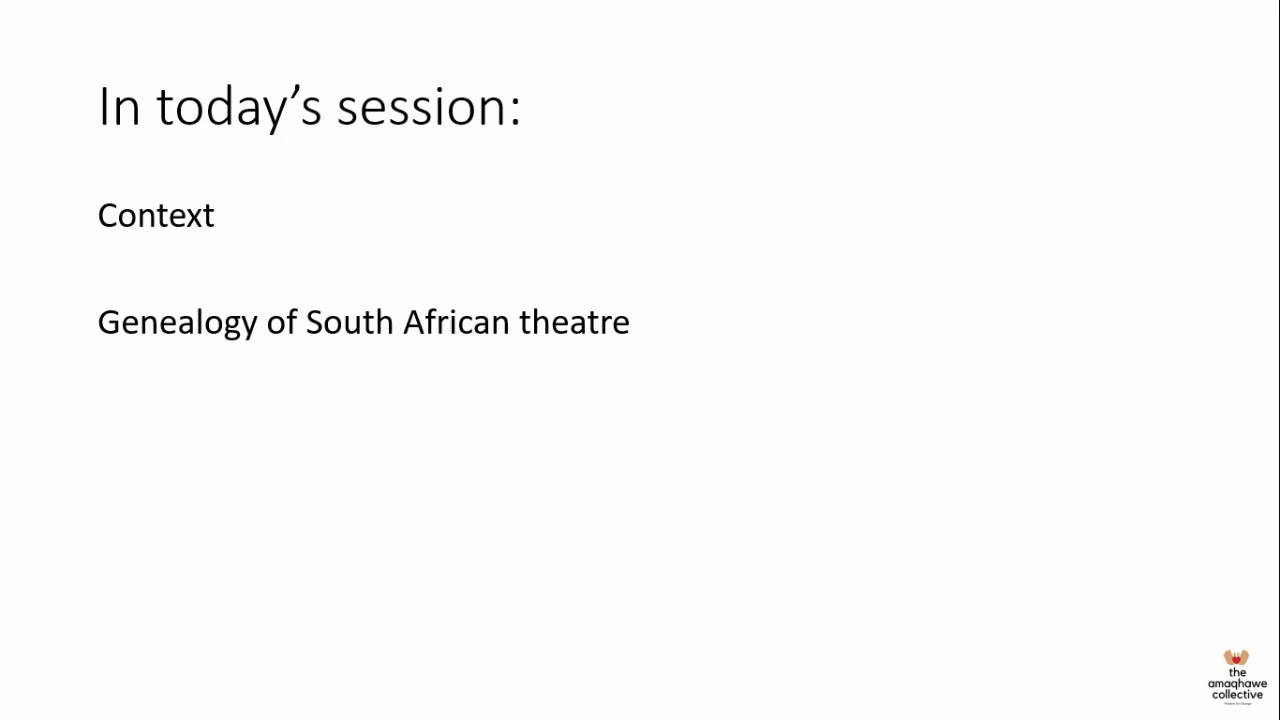 In today’s session:
Context
Genealogy of South African theatre
the
amaqhawe
collective